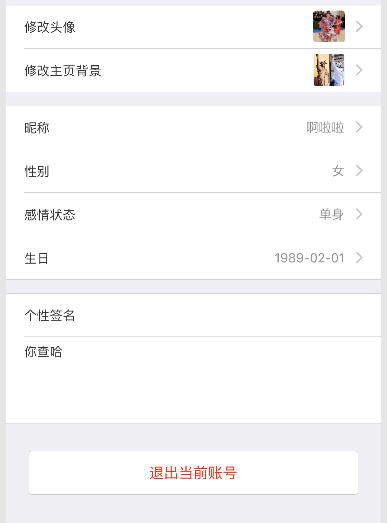 修改头像
修改主页背景
昵称 啊啦啦
性别 女
感情状态 单身
生日 1989-02-01
个性签名
你查哈
退出当前账号